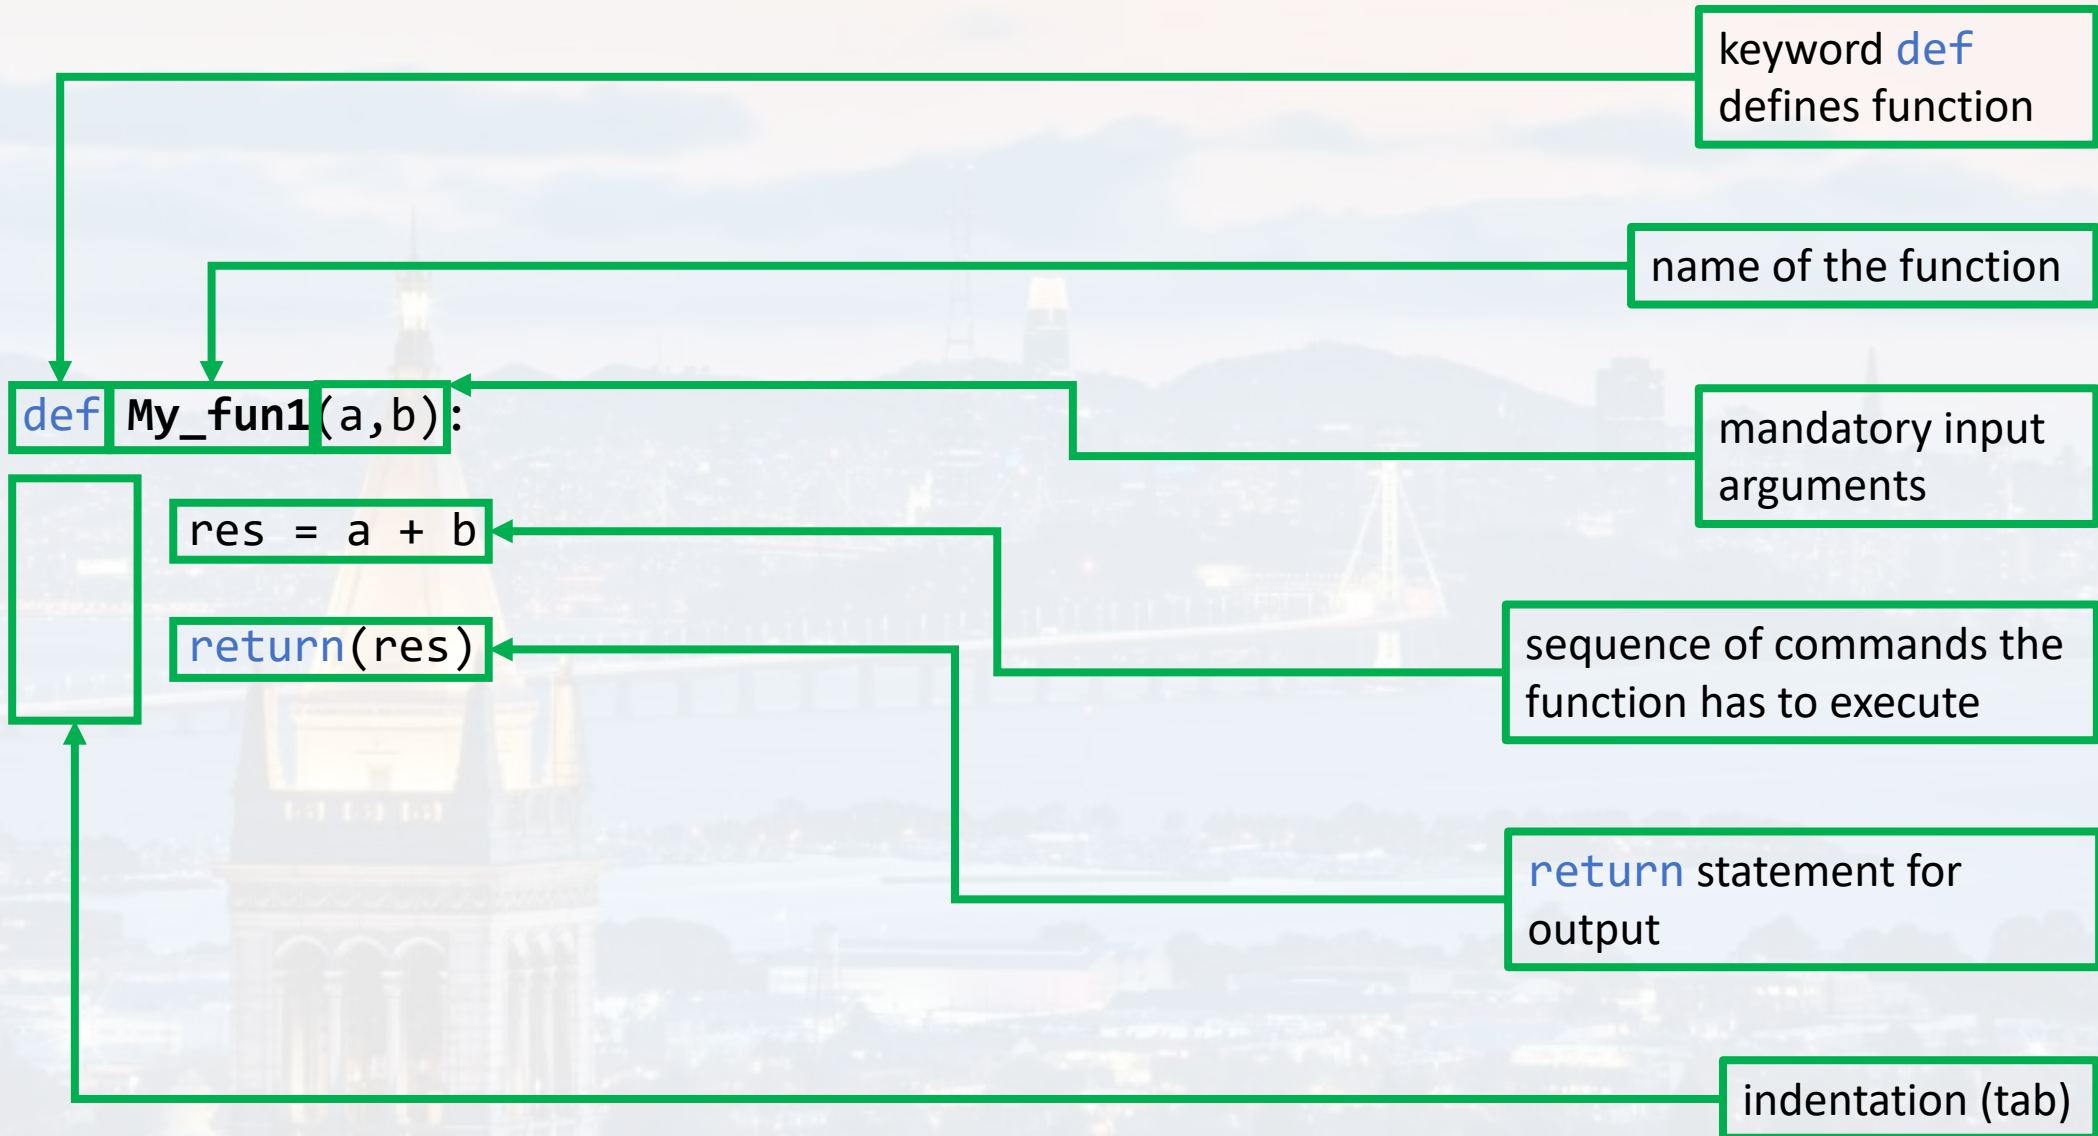 keyword def
defines function
name of the function
def My_fun1(a,b):
mandatory input
arguments
res = a + b
return(res)
sequence of commands the
function has to execute
return statement for
output
indentation (tab)